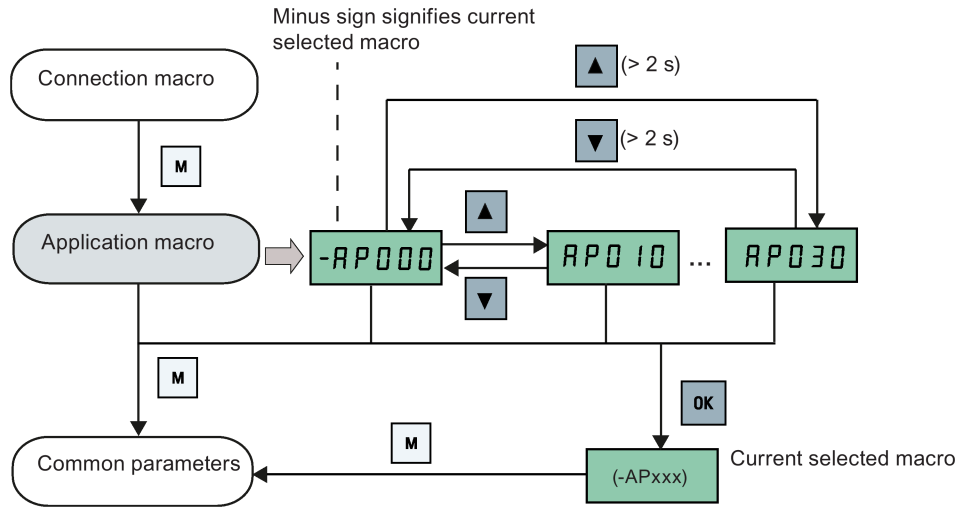 Minus sign signifies current
selected macro
▲ (> 2 s)
Connection macro
▼ (> 2 s)
M
▲
Application macro
-AP000
AP010
...
AP030
▼
M
OK
M
Common parameters
(-APxxx)
Current selected macro